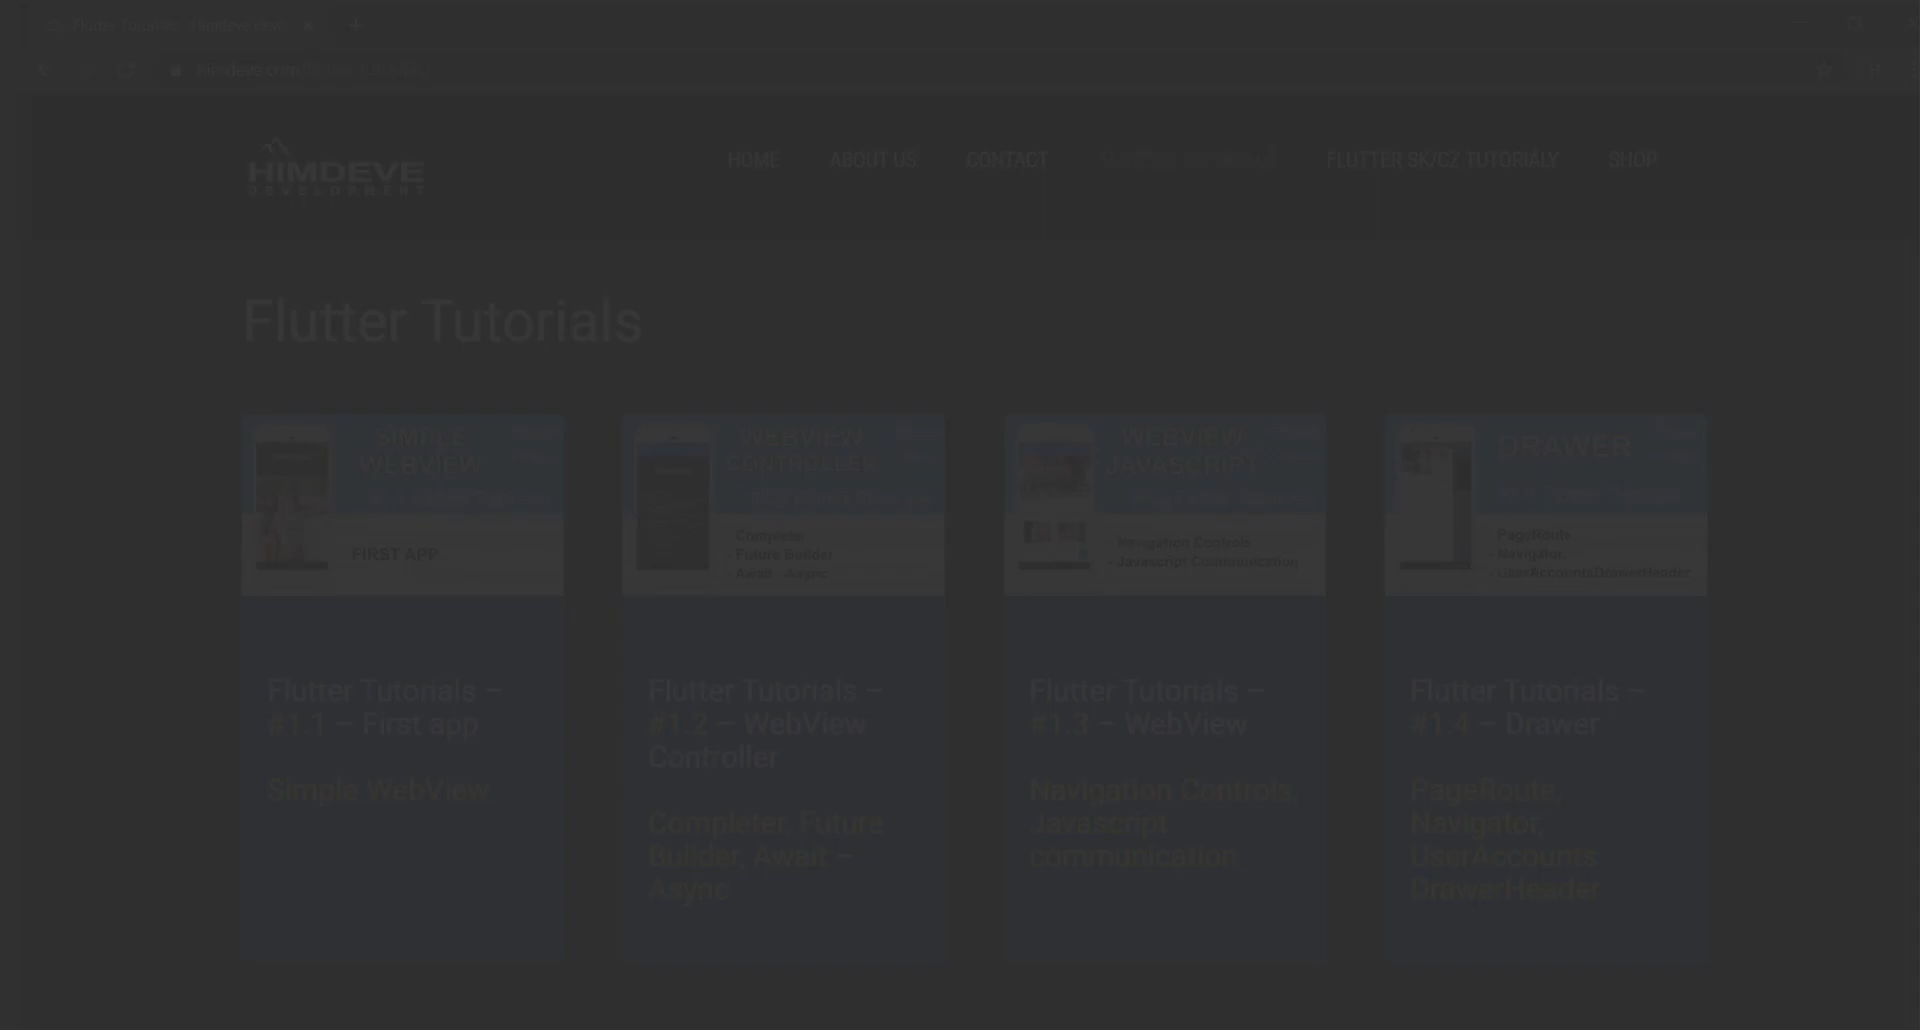 himdeve.com
HIMDEVE
DEVELOPMENT
HOME ABOUT US CONTACT FLUTTER SK/CZ TUTORIALY SHOP
Flutter Tutorials
SIMPLE
WEBVIEW
FIRST APP
Flutter Tutorials –
#1.1 – First app
Simple WebView
WEBVIEW
CONTROLLER
- Completer
- Future Builder
- Await - Async
Flutter Tutorials –
#1.2 – WebView
Controller
Completer, Future
Builder, Await –
Async
WEBVIEW
JAVASCRIPT
- Navigation Controls
- Javascript Communication
Flutter Tutorials –
#1.3 – WebView
Navigation Controls,
Javascript
communication
DRAWER
- PageRoute
- Navigator,
- UserAccountsDrawerHeader
Flutter Tutorials –
#1.4 – Drawer
PageRoute,
Navigator,
UserAccounts
DrawerHeader